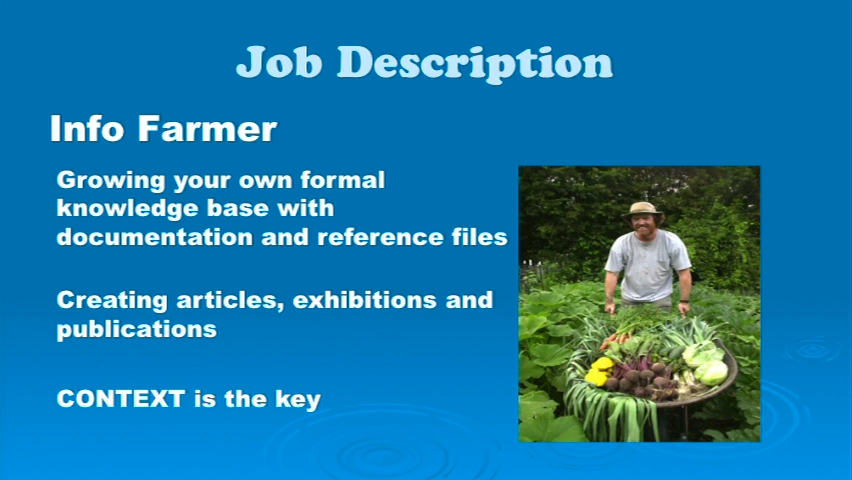 Job Description
Info Farmer
Growing your own formal
knowledge base with
documentation and reference files
Creating articles, exhibitions and
publications
CONTEXT is the key